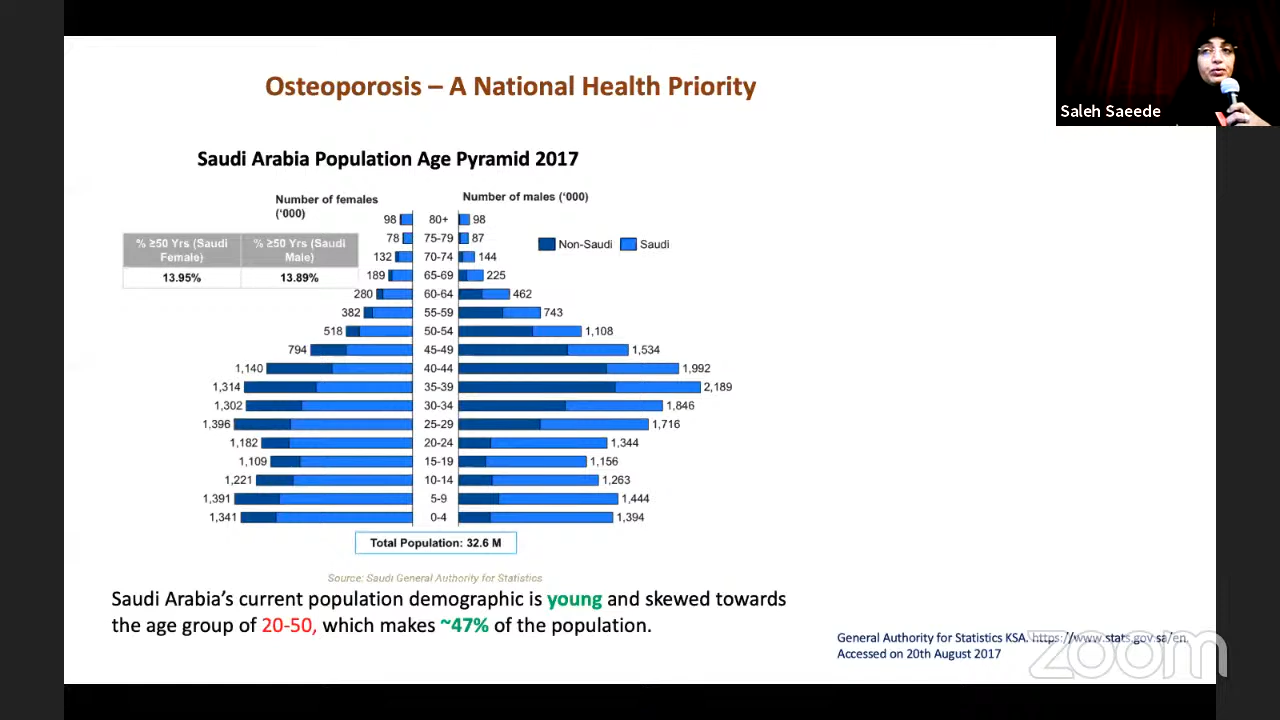 Osteoporosis – A National Health Priority
Saleh Saeede
Saudi Arabia Population Age Pyramid 2017
Number of females
('000)
Number of males ('000)
% ≥50 Yrs (Saudi
Female)
% ≥50 Yrs (Saudi
Male)
13.95%
13.89%
Non-Saudi
Saudi
98 80+ 98
78 75-79 87
132 70-74 144
189 65-69 225
280 60-64 462
382 55-59 743
518 50-54 1,108
794 45-49 1,534
1,140 40-44 1,992
1,314 35-39 2,189
1,302 30-34 1,846
1,396 25-29 1,716
1,182 20-24 1,344
1,109 15-19 1,156
1,221 10-14 1,263
1,391 5-9 1,444
1,341 0-4 1,394
Total Population: 32.6 M
Source: Saudi General Authority for Statistics
Saudi Arabia's current population demographic is young and skewed towards
the age group of 20-50, which makes ~47% of the population.
General Authority for Statistics KSA. https://www.stats.gov.sa/en.
Accessed on 20th August 2017
zoom